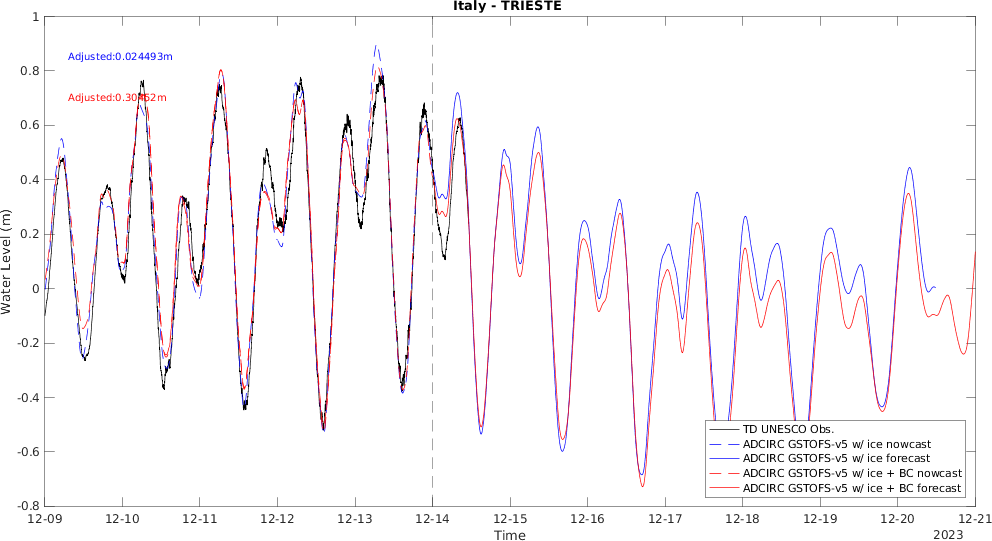 Italy - TRIESTE
Water Level (m)
1
0.8
0.6
0.4
0.2
0
-0.2
-0.4
-0.6
-0.8
Adjusted:0.024493m
TD UNESCO Obs.
ADCIRC GSTOFS-v5 w/ ice nowcast
ADCIRC GSTOFS-v5 w/ ice forecast
ADCIRC GSTOFS-v5 w/ ice + BC nowcast
ADCIRC GSTOFS-v5 w/ ice + BC forecast
12-09 12-10 12-11 12-12 12-13 12-14 12-15 12-16 12-17 12-18 12-19 12-20 12-21
Time
2023